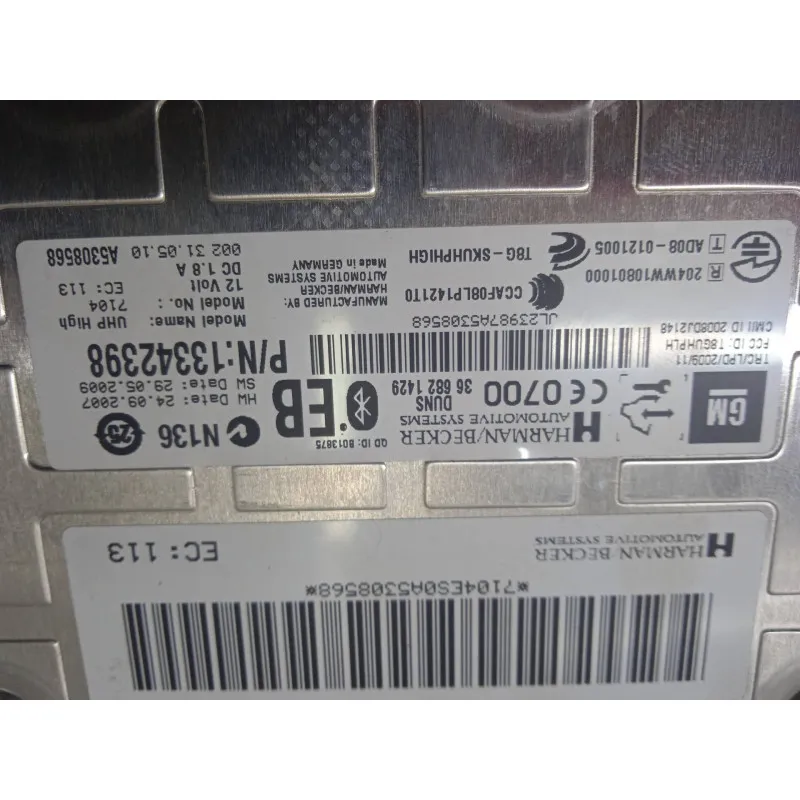 HARMAN/BECKER
AUTOMOTIVE SYSTEMS
EC: 113
*7104ES0A5308568*
GM
HARMAN/BECKER
AUTOMOTIVE SYSTEMS
DUNS
CE 0700 36 682 1429
QD ID: B013875
EB
N136
25
HW Date: 24.09.2007
SW Date: 29.05.2009
P/N:13342398
TRC/LPD/2009/11
FCC ID: T8GUHPLH
CMII ID 2008DJ2148
JL23987A5308568
R 204WW10801000
T AD08-0121005
CCAF08LP1421T0
T8G-SKUHPHIGH
MANUFACTURED BY:
HARMAN/BECKER
AUTOMOTIVE SYSTEMS
Made in GERMANY
Model Name: UHP High
Model No.: 7104
12 Volt EC: 113
DC 1.8 A
002 31.05.10 A5308568